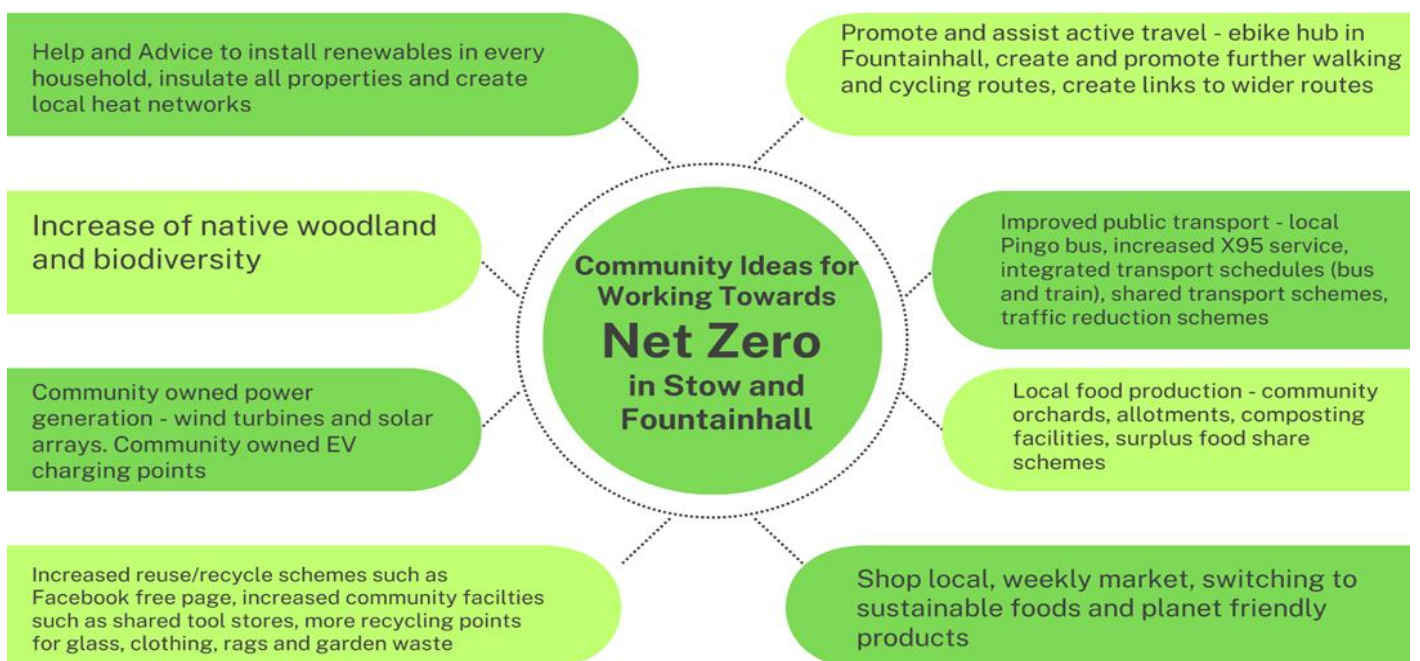 Help and Advice to install renewables in every
household, insulate all properties and create
local heat networks
Promote and assist active travel - ebike hub in
Fountainhall, create and promote further walking
and cycling routes, create links to wider routes
Increase of native woodland
and biodiversity
Community Ideas for
Working Towards
Net Zero
in Stow and
Fountainhall
Improved public transport - local
Pingo bus, increased X95 service,
integrated transport schedules (bus
and train), shared transport schemes,
traffic reduction schemes
Community owned power
generation - wind turbines and solar
arrays. Community owned EV
charging points
Local food production - community
orchards, allotments, composting
facilities, surplus food share
schemes
Increased reuse/recycle schemes such as
Facebook free page, increased community facilties
such as shared tool stores, more recycling points
for glass, clothing, rags and garden waste
Shop local, weekly market, switching to
sustainable foods and planet friendly
products